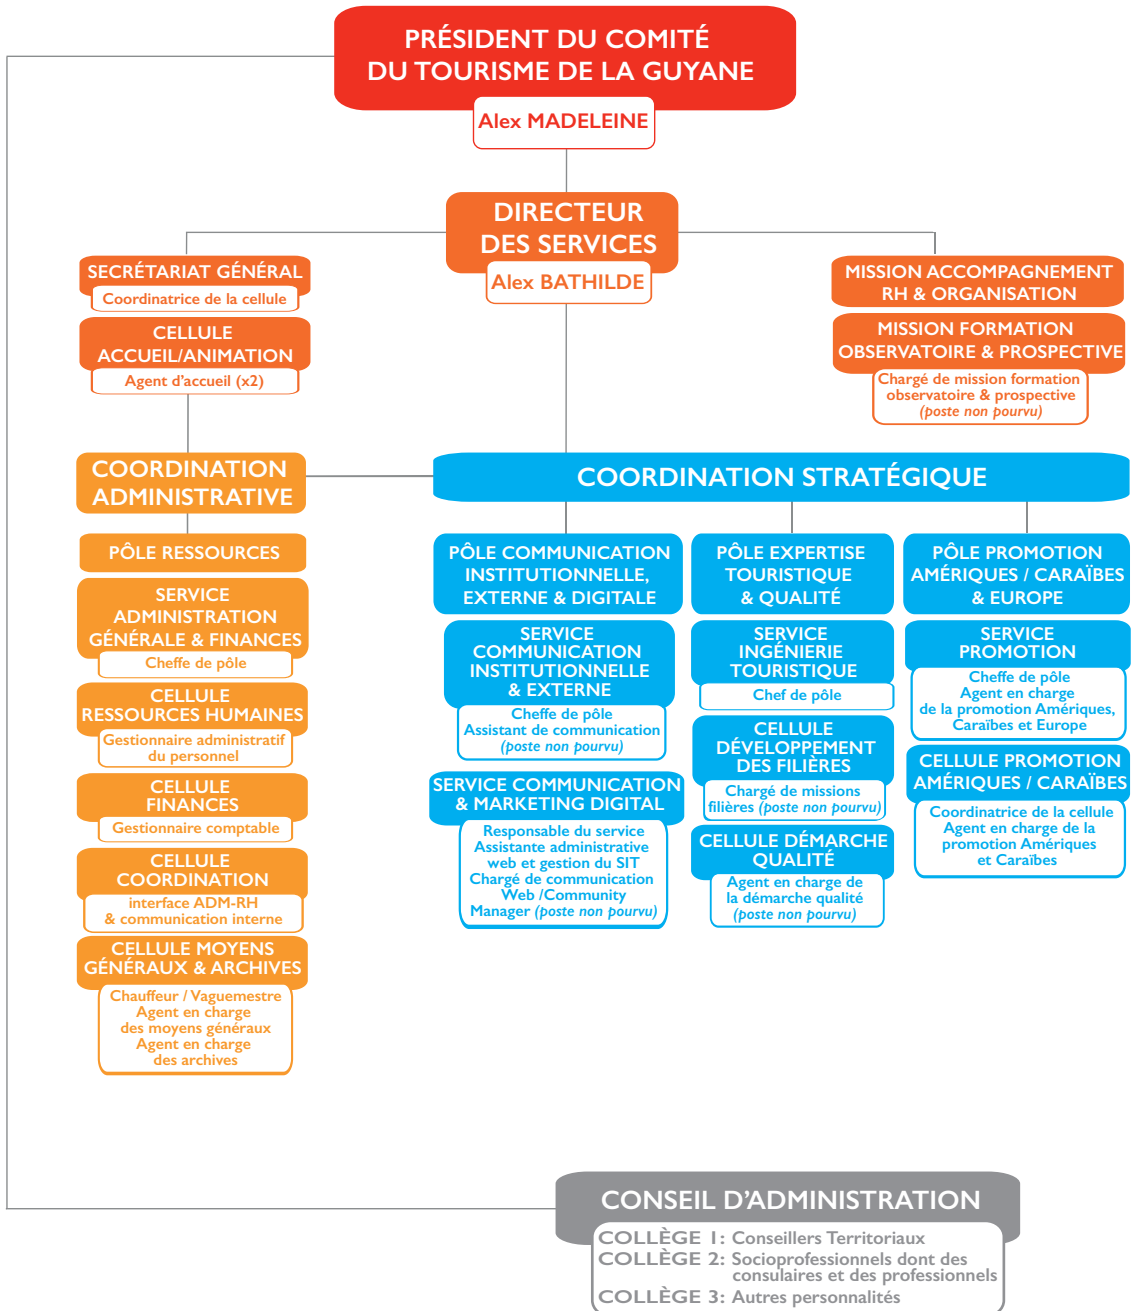 PRÉSIDENT DU COMITÉ
DU TOURISME DE LA GUYANE
Alex MADELEINE
DIRECTEUR
DES SERVICES
Alex BATHILDE
SECRÉTARIAT GÉNÉRAL
Coordinatrice de la cellule
CELLULE
ACCUEIL/ANIMATION
Agent d'accueil (x2)
MISSION ACCOMPAGNEMENT
RH & ORGANISATION
MISSION FORMATION
OBSERVATOIRE & PROSPECTIVE
Chargé de mission formation
observatoire & prospective
(poste non pourvu)
COORDINATION
ADMINISTRATIVE
PÔLE RESSOURCES
SERVICE
ADMINISTRATION
GÉNÉRALE & FINANCES
Cheffe de pôle
CELLULE
RESSOURCES HUMAINES
Gestionnaire administratif
du personnel
CELLULE
FINANCES
Gestionnaire comptable
CELLULE
COORDINATION
interface ADM-RH
& communication interne
CELLULE MOYENS
GÉNÉRAUX & ARCHIVES
Chauffeur / Vaguemestre
Agent en charge
des moyens généraux
Agent en charge
des archives
COORDINATION STRATÉGIQUE
PÔLE COMMUNICATION
INSTITUTIONNELLE,
EXTERNE & DIGITALE
SERVICE
COMMUNICATION
INSTITUTIONNELLE
& EXTERNE
Cheffe de pôle
Assistant de communication
(poste non pourvu)
SERVICE COMMUNICATION
& MARKETING DIGITAL
Responsable du service
Assistante administrative
web et gestion du SIT
Chargé de communication
Web /Community
Manager (poste non pourvu)
PÔLE EXPERTISE
TOURISTIQUE
& QUALITÉ
SERVICE
INGÉNIERIE
TOURISTIQUE
Chef de pôle
CELLULE
DÉVELOPPEMENT
DES FILIÈRES
Chargé de missions
filières (poste non pourvu)
CELLULE DÉMARCHE
QUALITÉ
Agent en charge de
la démarche qualité
(poste non pourvu)
PÔLE PROMOTION
AMÉRIQUES / CARAÏBES
& EUROPE
SERVICE
PROMOTION
Cheffe de pôle
Agent en charge
de la promotion Amériques,
Caraïbes et Europe
CELLULE PROMOTION
AMÉRIQUES / CARAÏBES
Coordinatrice de la cellule
Agent en charge de la
promotion Amériques
et Caraïbes
CONSEIL D'ADMINISTRATION
COLLÈGE 1: Conseillers Territoriaux
COLLÈGE 2: Socioprofessionnels dont des
consulaires et des professionnels
COLLÈGE 3: Autres personnalités